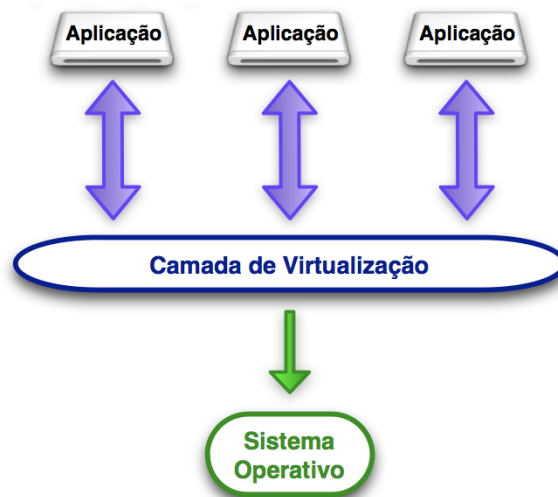 Aplicação Aplicação Aplicação
Camada de Virtualização
Sistema
Operativo